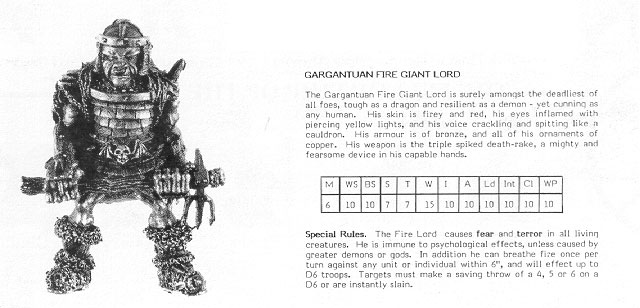 GARGANTUAN FIRE GIANT LORD
The Gargantuan Fire Giant Lord is surely amongst the deadliest of
all foes, tough as a dragon and resilient as a demon - yet cunning as
any human. His skin is firey and red, his eyes inflamed with
piercing yellow lights, and his voice crackling and spitting like a
cauldron. His armour is of bronze, and all of his ornaments of
copper. His weapon is the triple spiked death-rake, a mighty and
fearsome device in his capable hands.
M WS BS S T W I A Ld Int Cl WP
6 10 10 7 7 15 10 10 10 10 10 10
Special Rules. The Fire Lord causes fear and terror in all living
creatures. He is immune to psychological effects, unless caused by
greater demons or gods. In addition he can breathe fire once per
turn against any unit or individual within 6", and will effect up to
D6 troops. Targets must make a saving throw of a 4, 5 or 6 on a
D6 or are instantly slain.